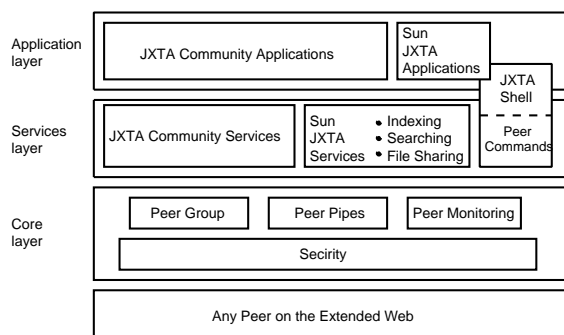 Application
layer
JXTA Community Applications
Sun
JXTA
Applications
JXTA
Shell
Services
layer
JXTA Community Services
Sun
JXTA
Services
• Indexing
• Searching
• File Sharing
Peer
Commands
Core
layer
Peer Group
Peer Pipes
Peer Monitoring
Secirity
Any Peer on the Extended Web